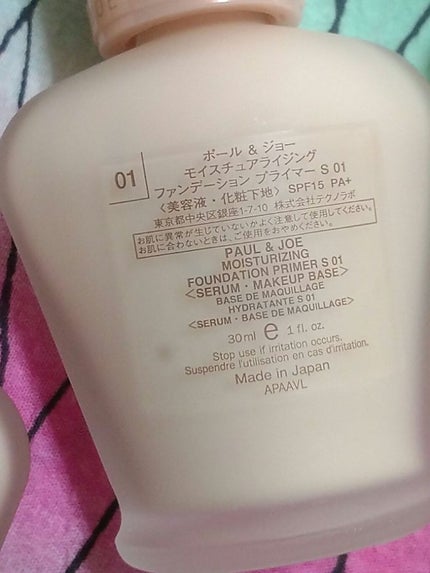 01
ポール & ジョー
モイスチュアライジング
ファンデーション プライマー S 01
〈美容液・化粧下地〉 SPF15 PA+
東京都中央区銀座1-7-10 株式会社テクノラボ
お肌に異常が生じていないかよく注意して使用してください。
お肌に合わないときは、ご使用をおやめください。
PAUL & JOE
MOISTURIZING
FOUNDATION PRIMER S 01
<SERUM・MAKEUP BASE>
BASE DE MAQUILLAGE
HYDRATANTE S 01
<SERUM・BASE DE MAQUILLAGE>
30ml e 1 fl. oz.
Stop use if irritation occurs.
Suspendre l'utilisation en cas d'irritation.
Made in Japan
APAAVL